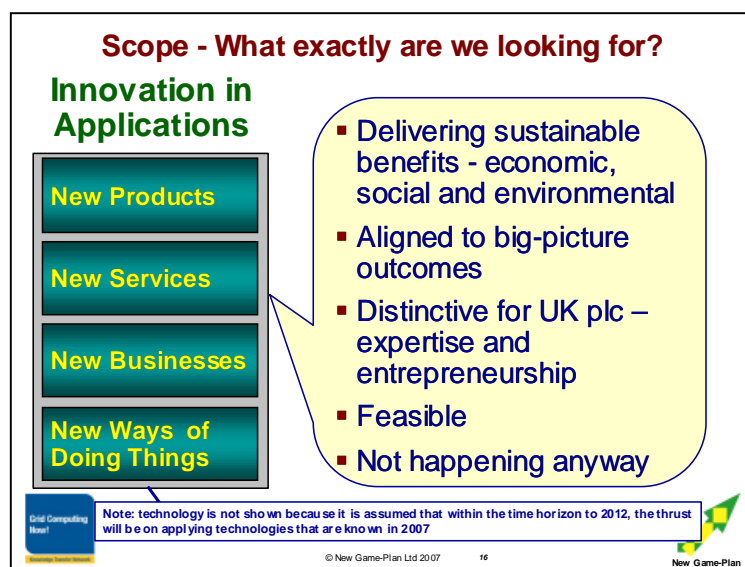 Scope - What exactly are we looking for?
Innovation in
Applications
New Products
New Services
New Businesses
New Ways of
Doing Things
▪ Delivering sustainable
benefits - economic,
social and environmental
▪ Aligned to big-picture
outcomes
▪ Distinctive for UK plc –
expertise and
entrepreneurship
▪ Feasible
▪ Not happening anyway
Note: technology is not shown because it is assumed that within the time horizon to 2012, the thrust
will be on applying technologies that are known in 2007
Grid Computing
Now!
Knowledge Transfer Network
© New Game-Plan Ltd 2007
16
New Game-Plan